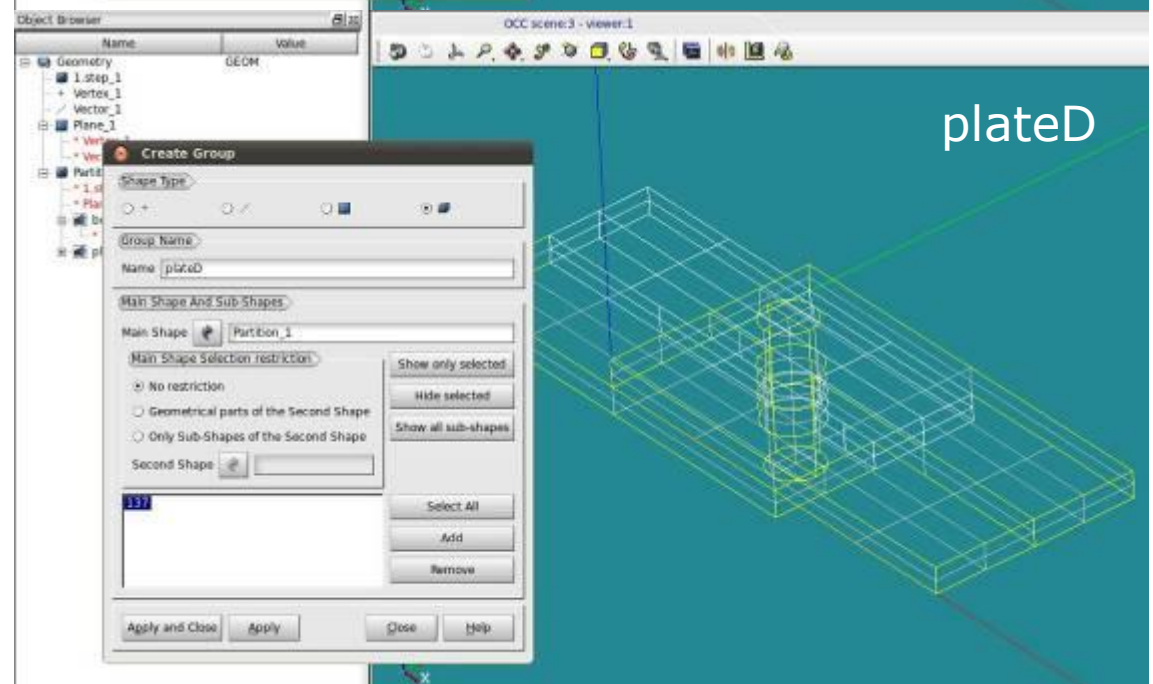 Object Browser
OCC scene:3 - viewer:1
Name Value
Geometry GEOM
1.step_1
Vertex_1
Vector_1
Plane_1
plateD
Create Group
Shape Type
Group Name
Name plateD
Main Shape And Sub-Shapes
Main Shape Partition_1
Main Shape Selection restriction
No restriction
Geometrical parts of the Second Shape
Only Sub-Shapes of the Second Shape
Second Shape
Show only selected
Hide selected
Show all sub-shapes
137
Select All
Add
Remove
Apply and Close Apply Close Help
X